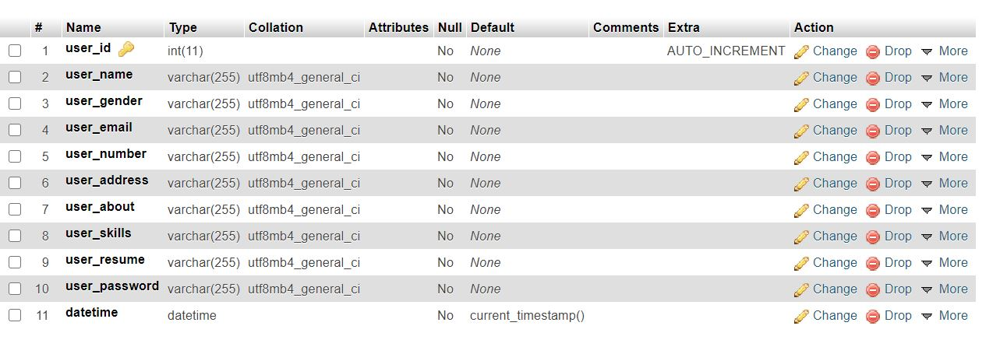 # Name Type Collation Attributes Null Default Comments Extra Action
1 user_id int(11) No None AUTO_INCREMENT Change Drop More
2 user_name varchar(255) utf8mb4_general_ci No None Change Drop More
3 user_gender varchar(255) utf8mb4_general_ci No None Change Drop More
4 user_email varchar(255) utf8mb4_general_ci No None Change Drop More
5 user_number varchar(255) utf8mb4_general_ci No None Change Drop More
6 user_address varchar(255) utf8mb4_general_ci No None Change Drop More
7 user_about varchar(255) utf8mb4_general_ci No None Change Drop More
8 user_skills varchar(255) utf8mb4_general_ci No None Change Drop More
9 user_resume varchar(255) utf8mb4_general_ci No None Change Drop More
10 user_password varchar(255) utf8mb4_general_ci No None Change Drop More
11 datetime datetime No current_timestamp() Change Drop More